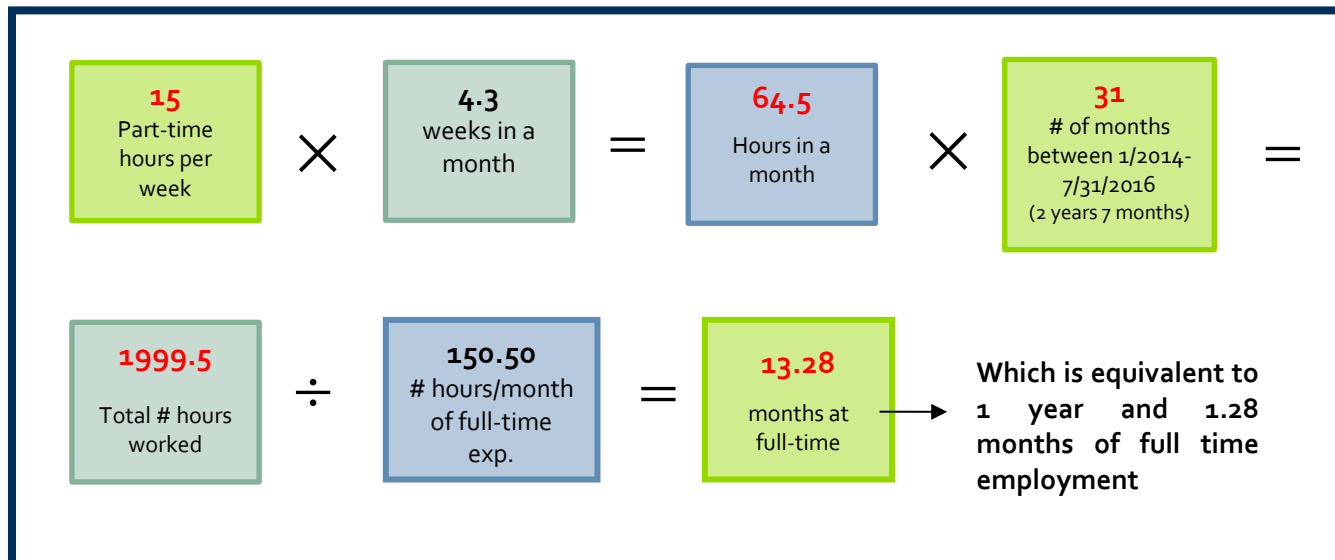 15
Part-time
hours per
week
×
4.3
weeks in a
month
=
64.5
Hours in a
month
×
31
# of months
between 1/2014-
7/31/2016
(2 years 7 months)
=
1999.5
Total # hours
worked
÷
150.50
# hours/month
of full-time
exp.
=
13.28
months at
full-time
Which is equivalent to
1 year and 1.28
months of full time
employment